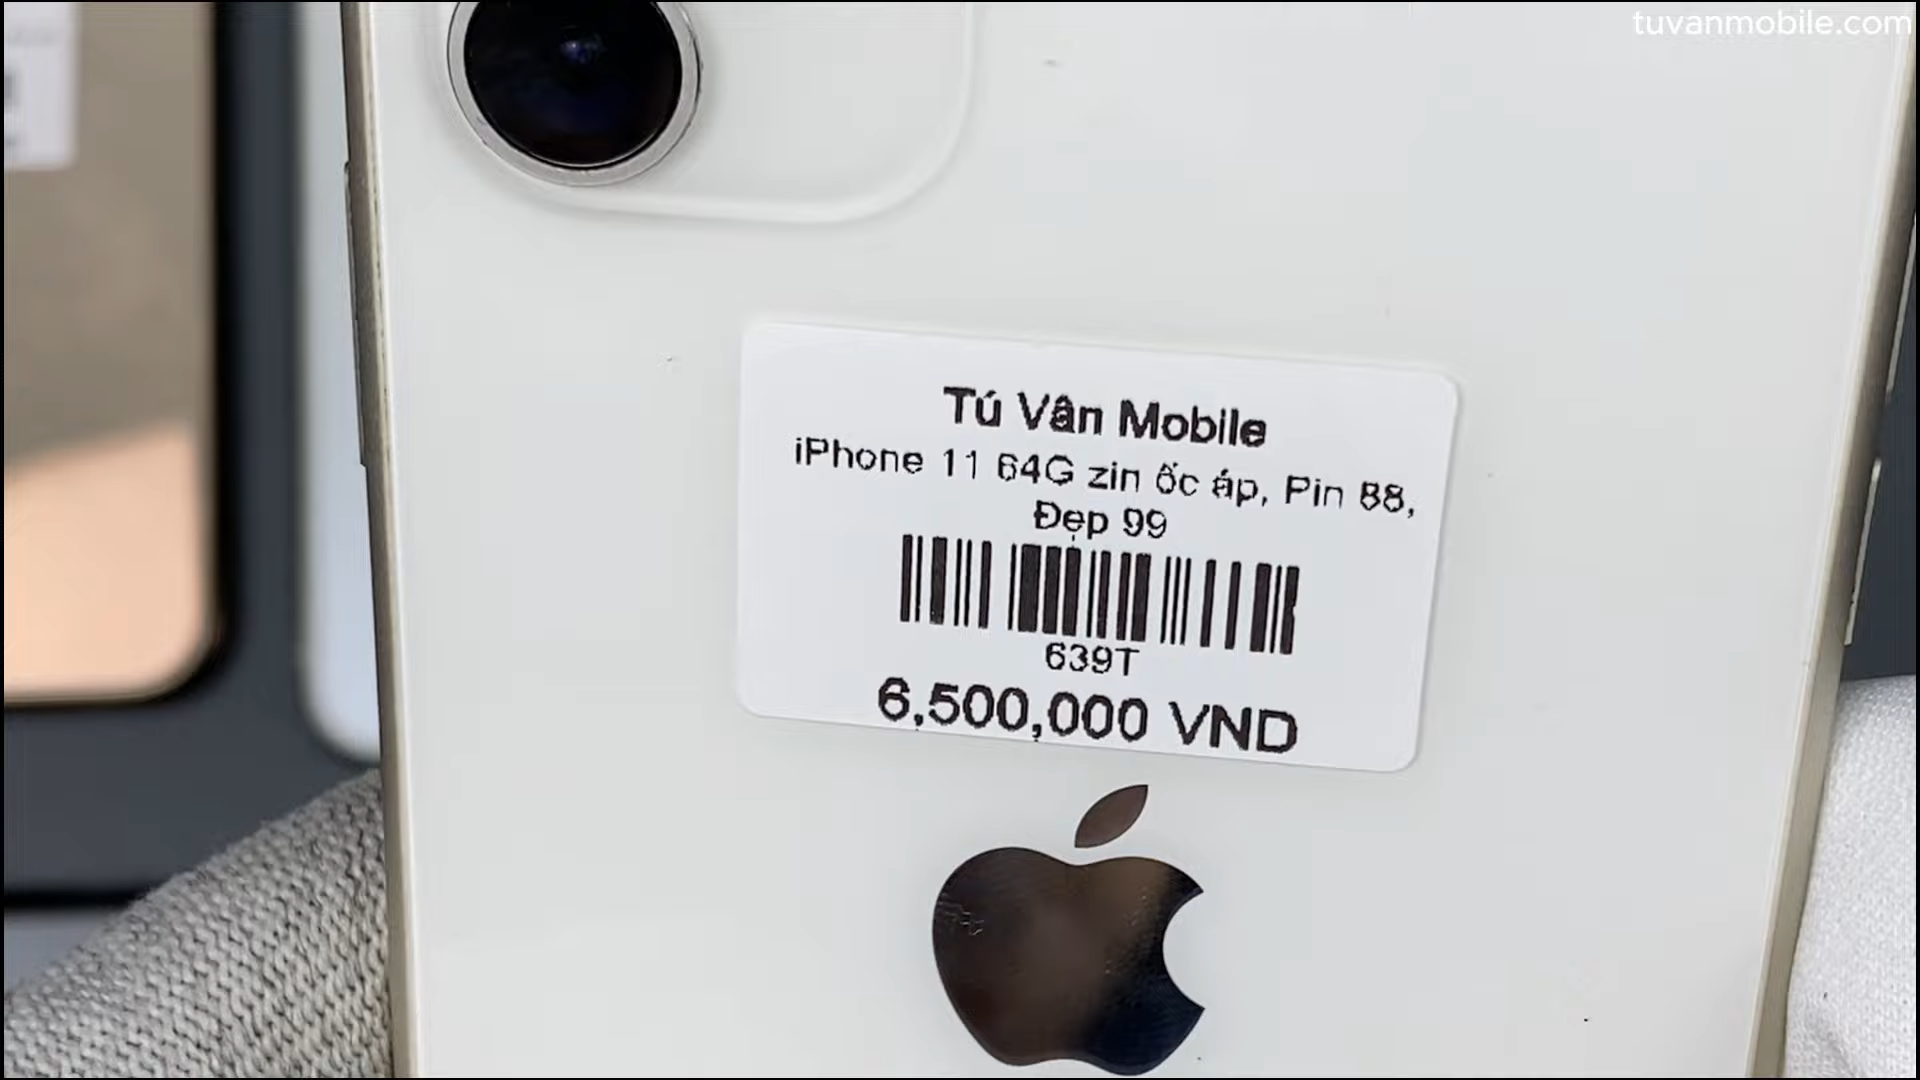 tuvanmobile.com
Tú Vân Mobile
iPhone 11 64G zin ốc áp, Pin 88,
Đẹp 99
639T
6,500,000 VND